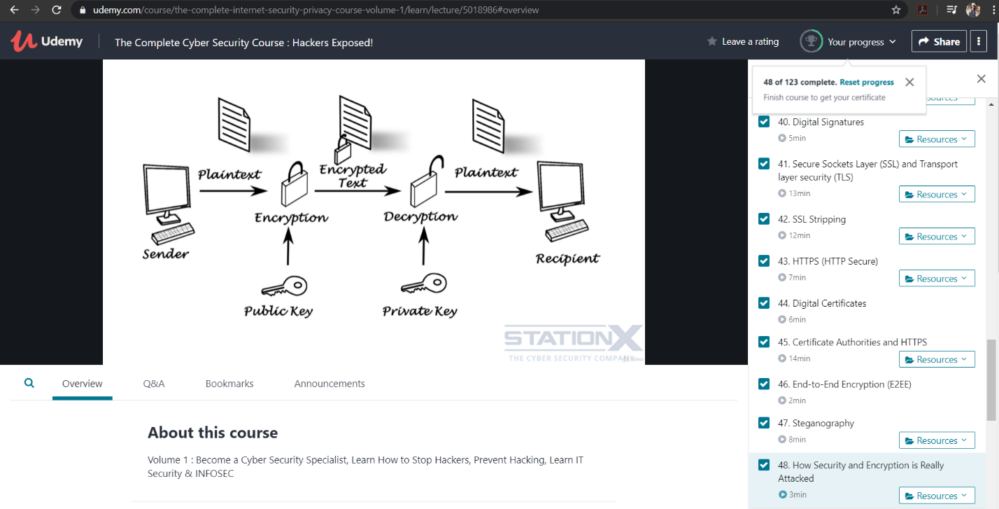 udemy.com/course/the-complete-internet-security-privacy-course-volume-1/learn/lecture/5018986#overview
Udemy
The Complete Cyber Security Course : Hackers Exposed!
Leave a rating
Your progress
Share
48 of 123 complete. Reset progress
Finish course to get your certificate
Plaintext
Encrypted
Text
Plaintext
Encryption
Decryption
Sender
Recipient
Public Key
Private Key
STATIONX
THE CYBER SECURITY COMPANY
Resources
40. Digital Signatures
5min
Resources
41. Secure Sockets Layer (SSL) and Transport
layer security (TLS)
13min
Resources
42. SSL Stripping
12min
Resources
43. HTTPS (HTTP Secure)
7min
Resources
44. Digital Certificates
6min
45. Certificate Authorities and HTTPS
14min
Resources
46. End-to-End Encryption (E2EE)
2min
47. Steganography
8min
Resources
48. How Security and Encryption is Really
Attacked
3min
Resources
Overview
Q&A
Bookmarks
Announcements
About this course
Volume 1 : Become a Cyber Security Specialist, Learn How to Stop Hackers, Prevent Hacking, Learn IT
Security & INFOSEC